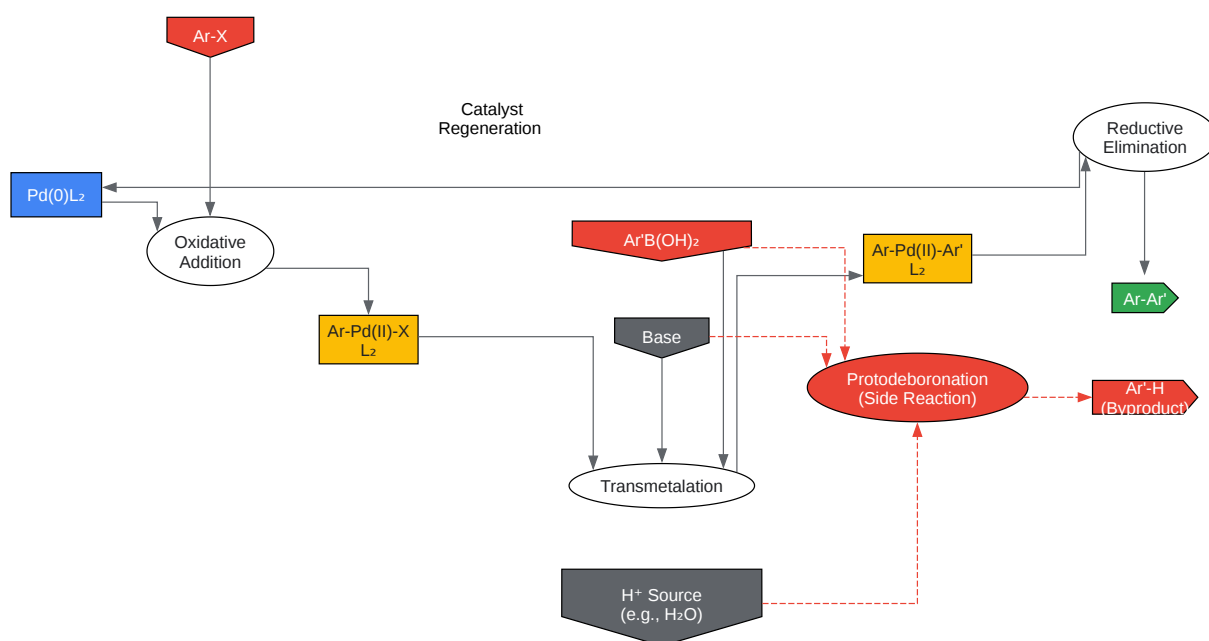 Ar-X
Catalyst
Regeneration
Reductive
Elimination
Pd(0)L₂
Oxidative
Addition
Ar'B(OH)₂
Ar-Pd(II)-Ar'
L₂
Ar-Ar'
Ar-Pd(II)-X
L₂
Base
Protodeboronation
(Side Reaction)
Ar'-H
(Byproduct)
Transmetalation
H⁺ Source
(e.g., H₂O)